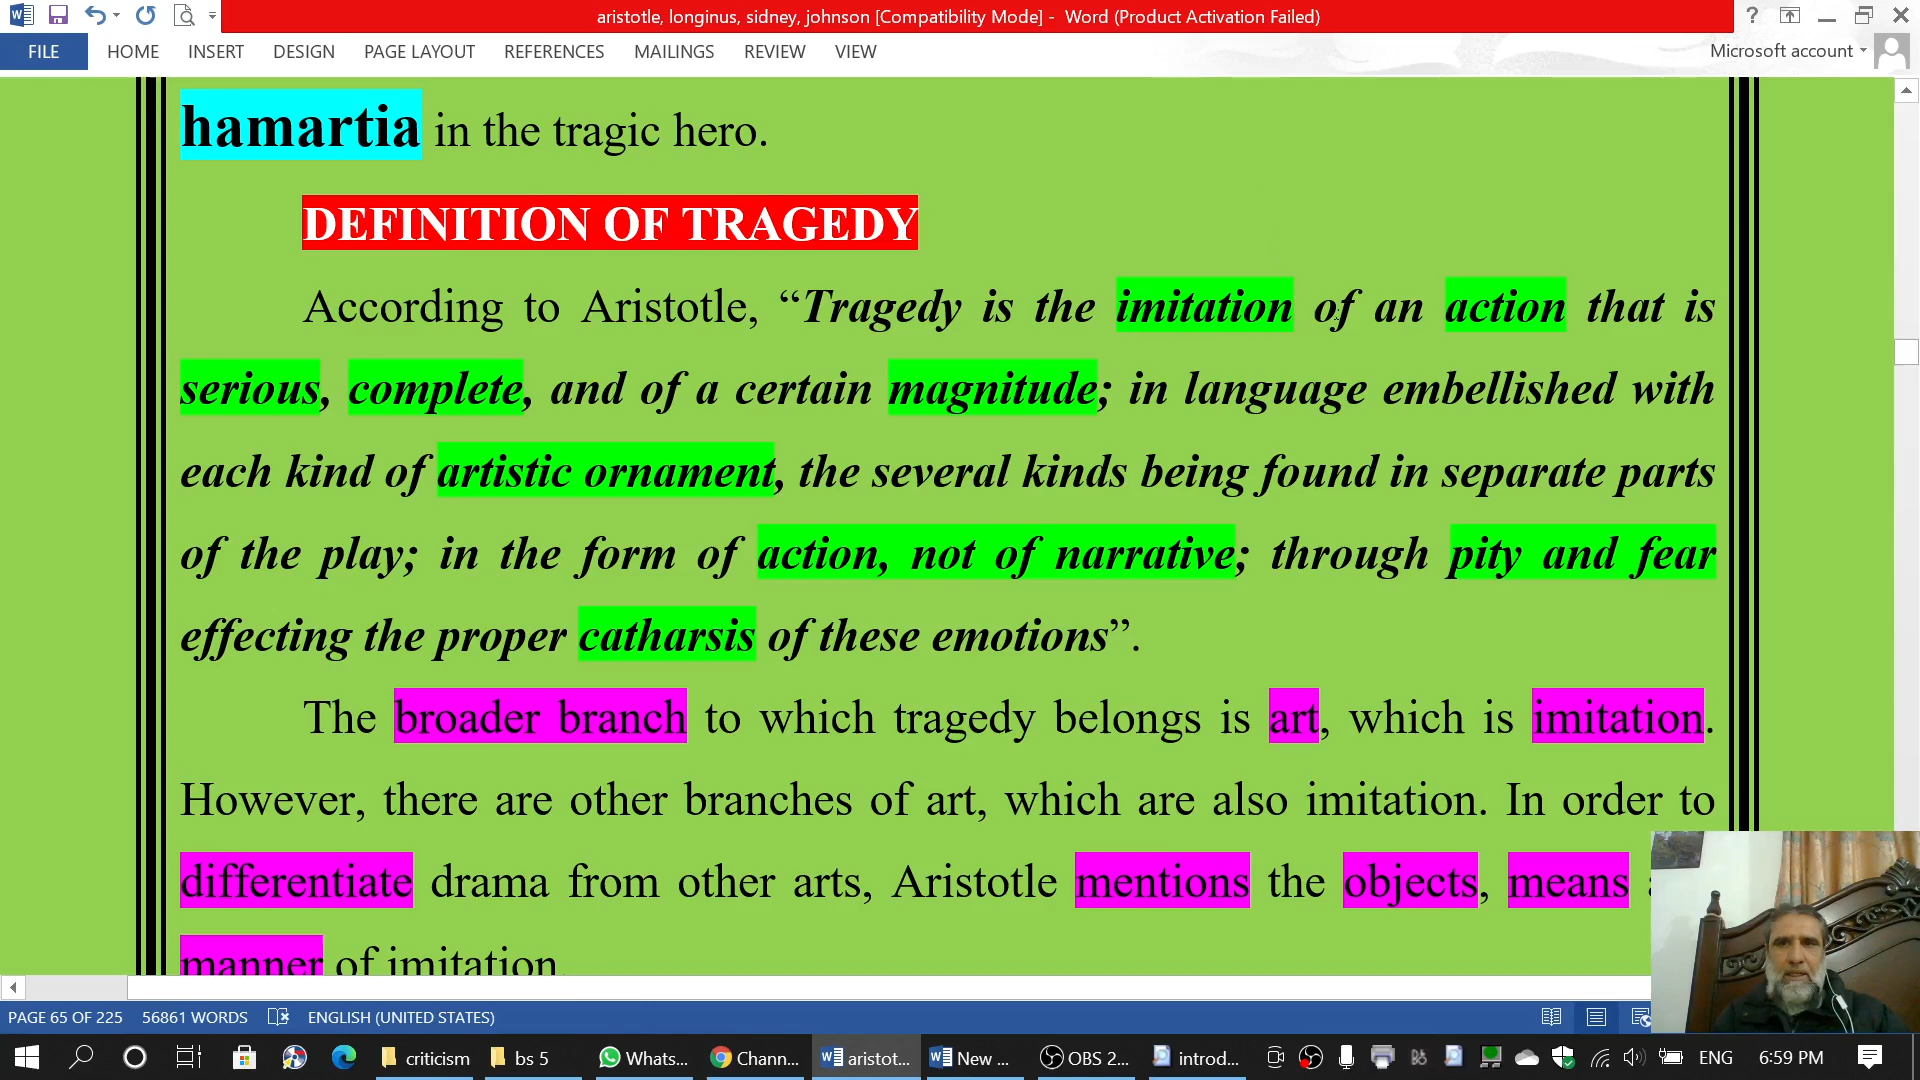 aristotle, longinus, sidney, johnson [Compatibility Mode] - Word (Product Activation Failed)
FILE HOME INSERT DESIGN PAGE LAYOUT REFERENCES MAILINGS REVIEW VIEW Microsoft account
hamartia in the tragic hero.
DEFINITION OF TRAGEDY
According to Aristotle, “Tragedy is the imitation of an action that is
serious, complete, and of a certain magnitude; in language embellished with
each kind of artistic ornament, the several kinds being found in separate parts
of the play; in the form of action, not of narrative; through pity and fear
effecting the proper catharsis of these emotions”.
The broader branch to which tragedy belongs is art, which is imitation.
However, there are other branches of art, which are also imitation. In order to
differentiate drama from other arts, Aristotle mentions the objects, means
manner of imitation.
PAGE 65 OF 225 56861 WORDS ENGLISH (UNITED STATES)
criticism bs 5 Whats... Chann... aristot... New ... OBS 2... introd... ENG 6:59 PM